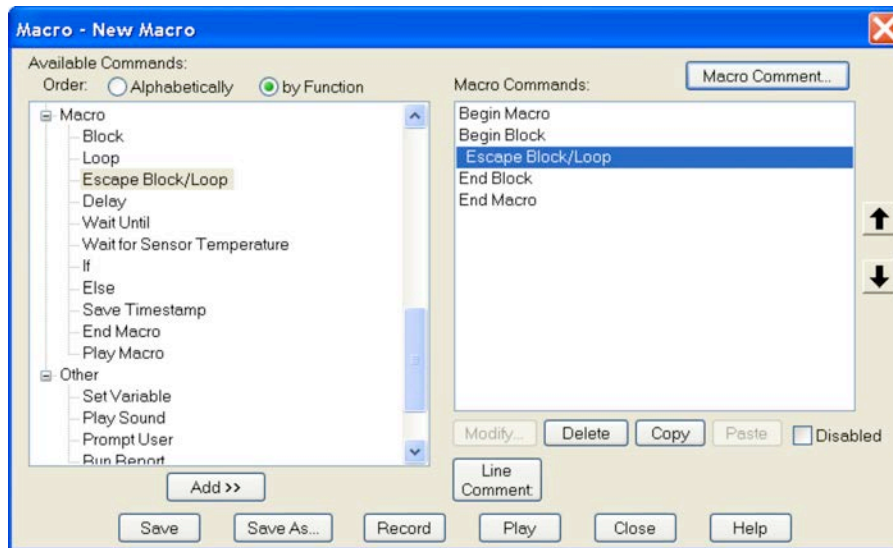 Macro - New Macro
Available Commands:
Order: Alphabetically by Function
Macro
Block
Loop
Escape Block/Loop
Delay
Wait Until
Wait for Sensor Temperature
If
Else
Save Timestamp
End Macro
Play Macro
Other
Set Variable
Play Sound
Prompt User
Run Report
Add >>
Macro Comment...
Macro Commands:
Begin Macro
Begin Block
Escape Block/Loop
End Block
End Macro
Modify...
Delete
Copy
Paste
Disabled
Line
Comment:
Save
Save As...
Record
Play
Close
Help